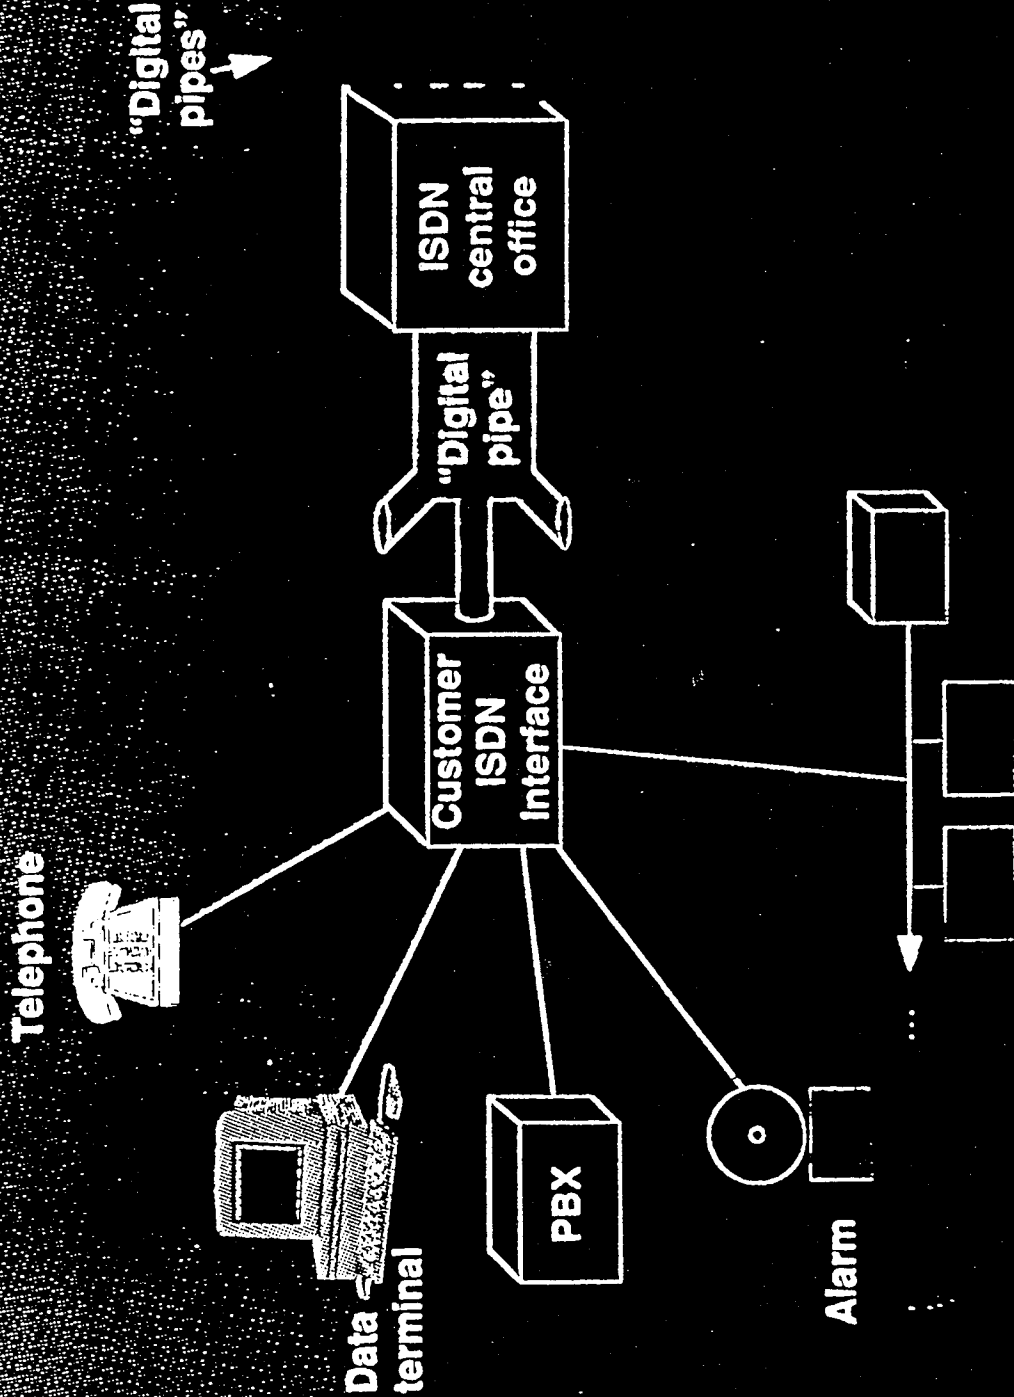 Telephone
Data
terminal
PBX
Alarm
Customer
ISDN
Interface
“Digital
pipe”
ISDN
central
office
“Digital
pipes”
...